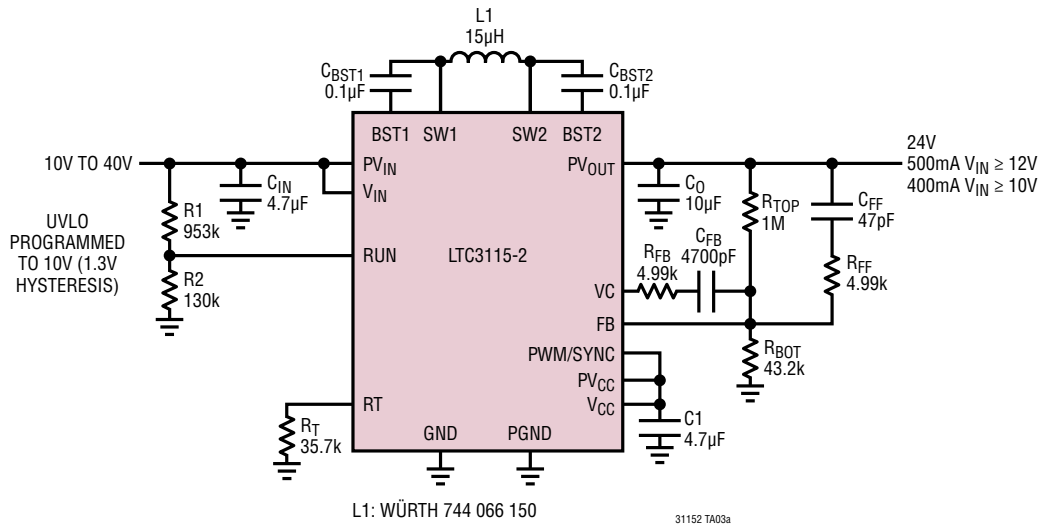 L1
15µH
CBST1
0.1µF
CBST2
0.1µF
BST1 SW1 SW2 BST2
10V TO 40V
PVIN
VIN
CIN
4.7µF
R1
953k
UVLO
PROGRAMMED
TO 10V (1.3V
HYSTERESIS)
R2
130k
RUN
LTC3115-2
PVOUT
24V
500mA VIN ≥ 12V
400mA VIN ≥ 10V
CO
10µF
RTOP
1M
CFF
47pF
CFB
4700pF
RFB
4.99k
RFF
4.99k
VC
FB
RBOT
43.2k
PWM/SYNC
PVCC
VCC
C1
4.7µF
RT
RT
35.7k
GND PGND
L1: WÜRTH 744 066 150
31152 TA03a